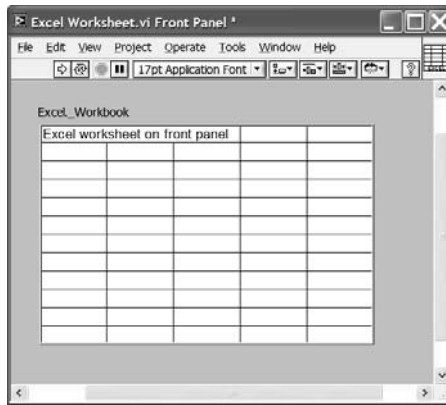 Excel Worksheet.vi Front Panel *
File Edit View Project Operate Tools Window Help
17pt Application Font
Excel_Workbook
Excel worksheet on front panel